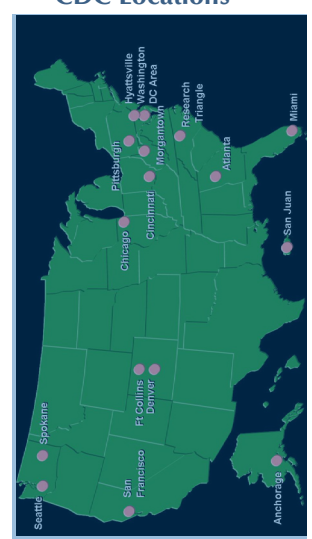 CDC Locations
Seattle
Spokane
San
Francisco
Ft Collins
Denver
Chicago
Cincinnati
Pittsburgh
Morgantown
Hyattsville
Washington
DC Area
Research
Triangle
Atlanta
Miami
San Juan
Anchorage